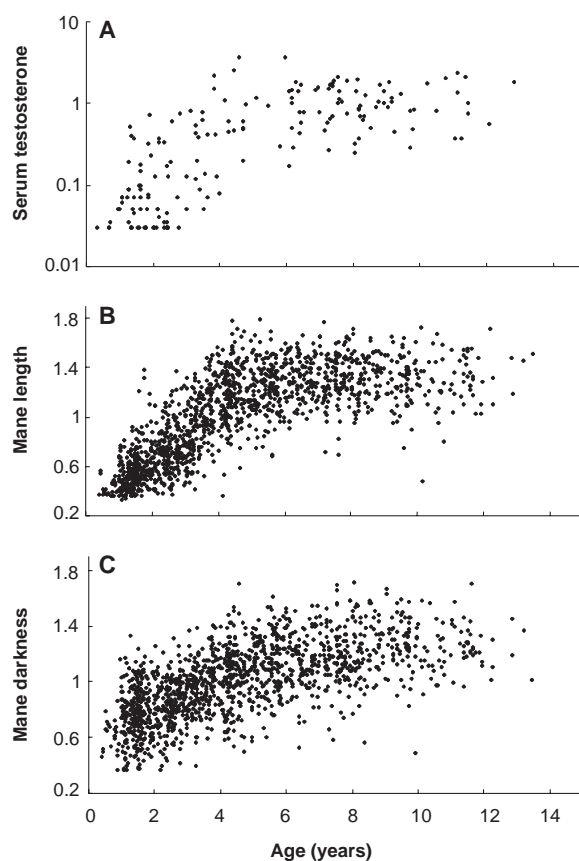 A
10
1
0.1
0.01
Serum testosterone
B
1.8
1.4
1
0.6
0.2
Mane length
C
1.8
1.4
1
0.6
0.2
Mane darkness
0 2 4 6 8 10 12 14
Age (years)